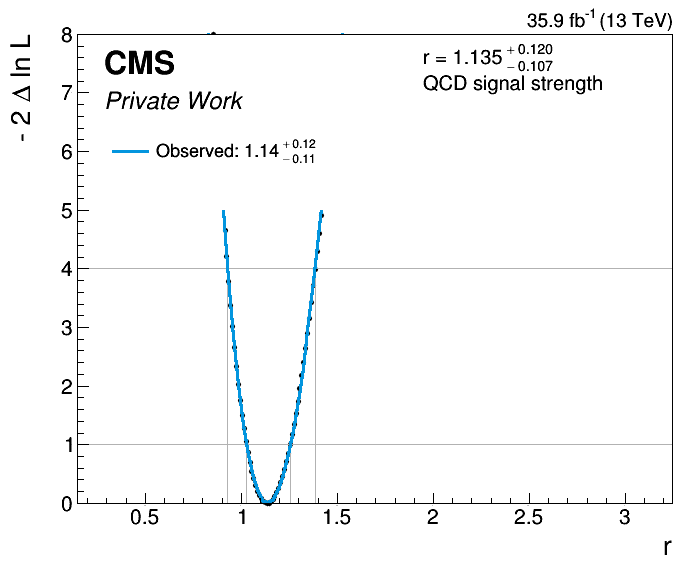 35.9 fb⁻¹ (13 TeV)
- 2 Δ ln L
CMS
Private Work
r = 1.135 +0.120 −0.107
QCD signal strength
Observed: 1.14 +0.12 −0.11
8
7
6
5
4
3
2
1
0
0.5 1 1.5 2 2.5 3
r